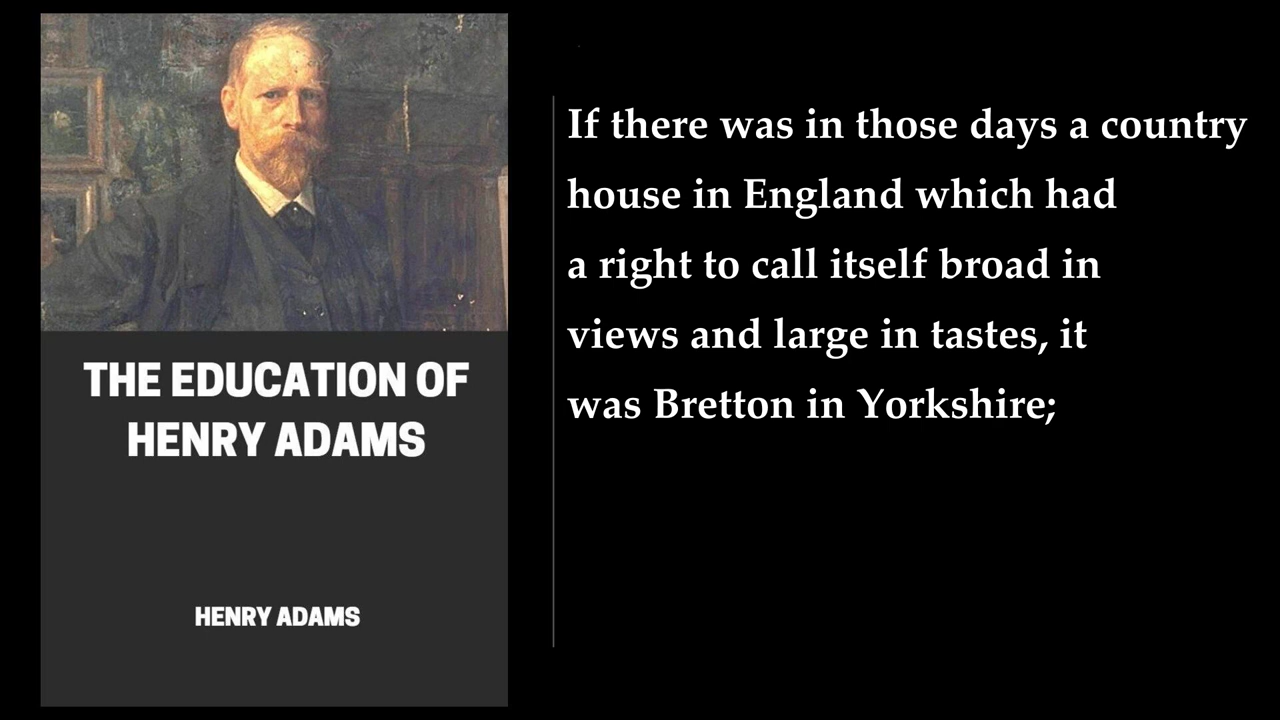 THE EDUCATION OF
HENRY ADAMS
HENRY ADAMS
If there was in those days a country
house in England which had
a right to call itself broad in
views and large in tastes, it
was Bretton in Yorkshire;